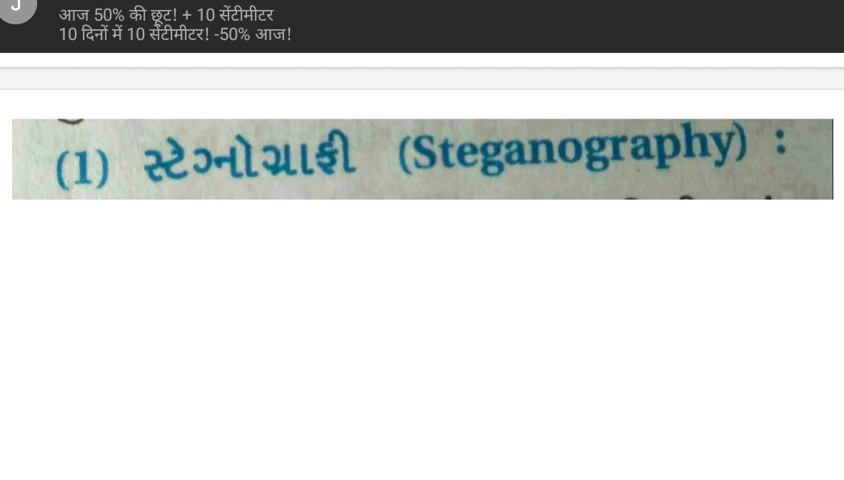 J
आज 50% की छूट! + 10 सेंटीमीटर
10 दिनों में 10 सेंटीमीटर! -50% आज!
(1) સ્ટેગ્નોગ્રાફી (Steganography) :